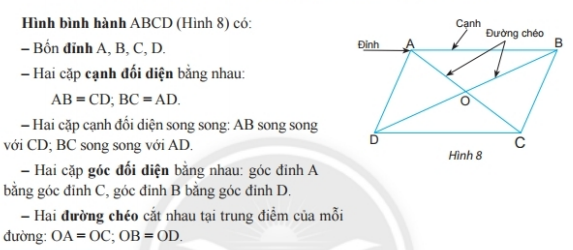 Hình bình hành ABCD (Hình 8) có:
– Bốn đỉnh A, B, C, D.
– Hai cặp cạnh đối diện bằng nhau:
AB = CD; BC = AD.
– Hai cặp cạnh đối diện song song: AB song song
với CD; BC song song với AD.
– Hai cặp góc đối diện bằng nhau: góc đỉnh A
bằng góc đỉnh C, góc đỉnh B bằng góc đỉnh D.
– Hai đường chéo cắt nhau tại trung điểm của mỗi
đường: OA = OC; OB = OD.
Cạnh
Đường chéo
Đỉnh
A
B
O
D
C
Hình 8